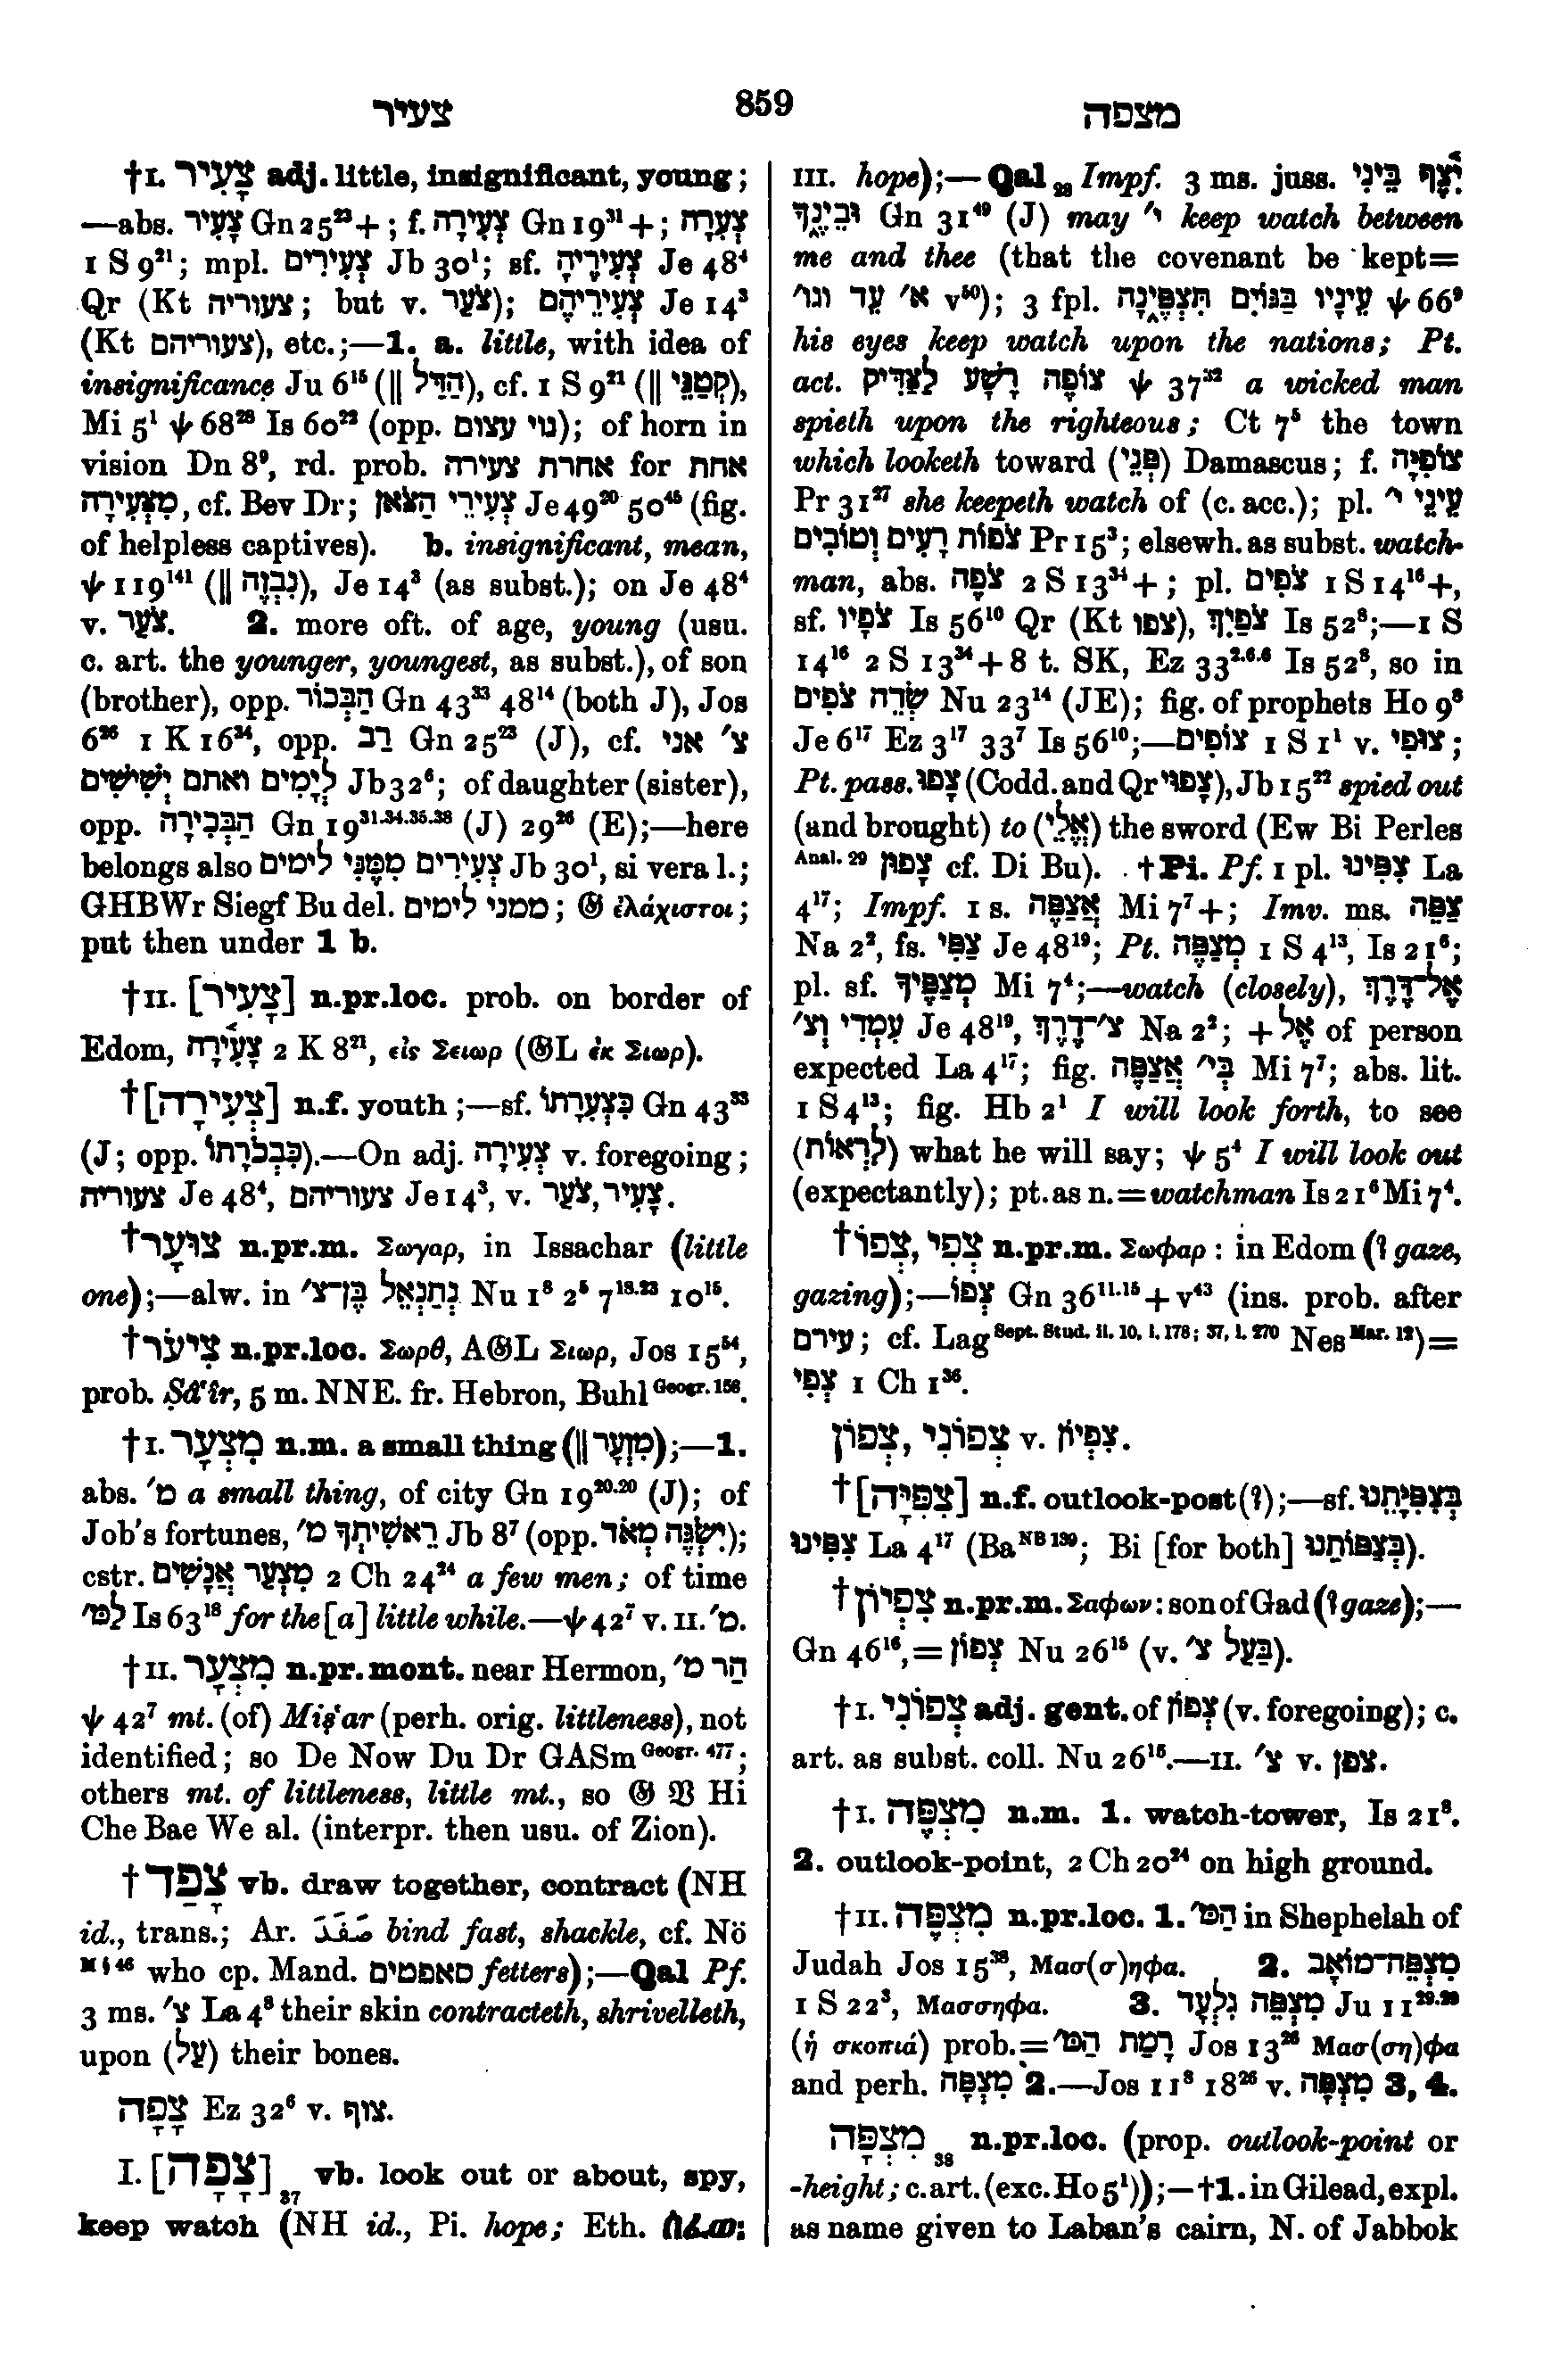 צעיר 859 מצפה
†I. צָעִיר adj. little, insignificant, young;
—abs. צָעִיר Gn 25²³+; f. צְעִירָה Gn 19³¹+; צְעִרָה
1 S 9²¹; mpl. צְעִירִים Jb 30¹; sf. צְעִירֶיהָ Je 48⁴
Qr (Kt צעוריה; but v. צֹעַר); צְעִירֵיהֶם Je 14³
(Kt צעוריהם), etc.;—1. a. little, with idea of
insignificance Ju 6¹⁵ (‖ הַדַּל), cf. 1 S 9²¹ (‖ קְטַנֵּי),
Mi 5¹ ψ 68²⁸ Is 60²² (opp. גוי עצום); of horn in
vision Dn 8⁹, rd. prob. אחרת צעירה for אחת
מִצְּעִירָה, cf. Bev Dr; צְעִירֵי הַצֹּאן Je 49²⁰ 50⁴⁵ (fig.
of helpless captives). b. insignificant, mean,
ψ 119¹⁴¹ (‖ נִבְזֶה), Je 14³ (as subst.); on Je 48⁴
v. צֹעַר. 2. more oft. of age, young (usu.
c. art. the younger, youngest, as subst.), of son
(brother), opp. הַבְּכוֹר Gn 43³³ 48¹⁴ (both J), Jos
6²⁶ 1 K 16³⁴, opp. רַב Gn 25²³ (J), cf. צ׳ אני
לְיָמִים ואתם יְשִׁישִׁים Jb 32⁶; of daughter (sister),
opp. הַבְּכִירָה Gn 19³¹·³⁴·³⁵·³⁸ (J) 29²⁶ (E);—here
belongs also צְעִירִים מִמֶּנִּי לימים Jb 30¹, si vera l.;
GHBWr Siegf Bu del. ממני לימים; 𝔊 ἐλάχιστοι;
put then under 1 b.
†II. [צָעִיר] n.pr.loc. prob. on border of
Edom, צָעִ֫ירָה 2 K 8²¹, εἰς Σειωρ (𝔊L ἐκ Σιωρ).
†[צְעִירָה] n.f. youth;—sf. כִּצְעִרָתוֹ Gn 43³³
(J; opp. כִּבְכֹרָתוֹ).—On adj. צְעִירָה v. foregoing;
צעוריה Je 48⁴, צעוריהם Je 14³, v. צָעִיר, צֹעַר.
†צוּעָר n.pr.m. Σωγαρ, in Issachar (little
one);—alw. in נְתַנְאֵל בֶּן־צ׳ Nu 1⁸ 2⁵ 7¹⁸·²³ 10¹⁵.
†צִיעֹר n.pr.loc. Σωρθ, A𝔊L Σιωρ, Jos 15⁵⁴,
prob. Ṣâ‘îr, 5 m. NNE. fr. Hebron, Buhl Geogr. 158.
†I. מִצְעָר n.m. a small thing (‖ מִזְעָר);—1.
abs. מ׳ a small thing, of city Gn 19²⁰·²⁰ (J); of
Job's fortunes, רֵאשִׁיתְךָ מ׳ Jb 8⁷ (opp. יִשְׂגֶּה מְאֹד);
cstr. מִצְעַר אֲנָשִׁים 2 Ch 24²⁴ a few men; of time
לַמּ׳ Is 63¹⁸ for the [a] little while.—ψ 42⁷ v. II. מ׳.
†II. מִצְעָר n.pr.mont. near Hermon, הַר מ׳
ψ 42⁷ mt. (of) Miṣ‘ar (perh. orig. littleness), not
identified; so De Now Du Dr GASm Geogr. 477;
others mt. of littleness, little mt., so 𝔊 𝔙 Hi
Che Bae We al. (interpr. then usu. of Zion).
†צָפַד vb. draw together, contract (NH
id., trans.; Ar. صَفَدَ bind fast, shackle, cf. Nö
who cp. Mand. סאפטים fetters);—Qal Pf.
3 ms. צ׳ La 4⁸ their skin contracteth, shrivelleth,
upon (עַל) their bones.
צָפָה Ez 32⁶ v. צוף.
I. [צָפָה] 37 vb. look out or about, spy,
keep watch (NH id., Pi. hope; Eth. ሰፈወ:
III. hope);—Qal 28 Impf. 3 ms. juss. יִ֫צֶף בֵּינִי
וּבֵינֶךָ Gn 31⁴⁹ (J) may י׳ keep watch between
me and thee (that the covenant be kept=
א׳ עֵד וגו׳ v⁵⁰); 3 fpl. עֵינָיו בַּגּוֹיִם תִּצְפֶּינָה ψ 66⁹
his eyes keep watch upon the nations; Pt.
act. צוֹפֶה רָשָׁע לַצַּדִּיק ψ 37³² a wicked man
spieth upon the righteous; Ct 7⁵ the town
which looketh toward (פְּנֵי) Damascus; f. צוֹפִיָּה
Pr 31²⁷ she keepeth watch of (c. acc.); pl. עֵינֵי י׳
צֹפוֹת רָעִים וְטוֹבִים Pr 15³; elsewh. as subst. watch-
man, abs. צֹפֶה 2 S 13³⁴+; pl. צֹפִים 1 S 14¹⁶+,
sf. צֹפָיו Is 56¹⁰ Qr (Kt צפו), צֹפַיִךְ Is 52⁸;—1 S
14¹⁶ 2 S 13³⁴+8 t. SK, Ez 33²·⁶·⁶ Is 52⁸, so in
שְׂדֵה צֹפִים Nu 23¹⁴ (JE); fig. of prophets Ho 9⁸
Je 6¹⁷ Ez 3¹⁷ 33⁷ Is 56¹⁰;—צוֹפִים 1 S 1¹ v. צוּפִי;
Pt. pass. צָפוּ (Codd. and Qr צָפוּי), Jb 15²² spied out
(and brought) to (אֱלֵי) the sword (Ew Bi Perles
Anal. 29 צָפוּן cf. Di Bu). †Pi. Pf. 1 pl. צִפִּינוּ La
4¹⁷; Impf. 1 s. אֲצַפֶּה Mi 7⁷+; Imv. ms. צַפֵּה
Na 2², fs. צַפִּי Je 48¹⁹; Pt. מְצַפֶּה 1 S 4¹³, Is 21⁶;
pl. sf. מְצַפֶּיךָ Mi 7⁴;—watch (closely), אֶל־דֶּרֶךְ
עִמְדִי וְצ׳ Je 48¹⁹, צ׳־דֶּרֶךְ Na 2²; + אֶל of person
expected La 4¹⁷; fig. בְּי׳ אֲצַפֶּה Mi 7⁷; abs. lit.
1 S 4¹³; fig. Hb 2¹ I will look forth, to see
(לִרְאוֹת) what he will say; ψ 5⁴ I will look out
(expectantly); pt. as n.=watchman Is 21⁶ Mi 7⁴.
†צְפוֹ, צְפִי n.pr.m. Σωφαρ: in Edom (? gaze,
gazing);—צְפוֹ Gn 36¹¹·¹⁵+v⁴³ (ins. prob. after
עירם; cf. Lag Sept. Stud. ii. 10, l. 178; 37, l. 270 Nes Mar. 12)=
צְפִי 1 Ch 1³⁶.
צְפוֹן, צְפוֹנִי v. צִפְיוֹן.
†[צִפִּיָּה] n.f. outlook-post (?);—sf. בְּצִפִּיָּתֵנוּ
צִפִּינוּ La 4¹⁷ (Ba NB 139; Bi [for both] בְּצִפּוֹתֵנוּ).
†צִפְיוֹן n.pr.m. Σαφων: son of Gad (? gaze);—
Gn 46¹⁶,= צְפוֹן Nu 26¹⁵ (v. בַּעַל צ׳).
†I. צְפוֹנִי adj. gent. of צְפוֹן (v. foregoing); c.
art. as subst. coll. Nu 26¹⁵.—II. צ׳ v. צפן.
†I. מִצְפֶּה n.m. 1. watch-tower, Is 21⁸.
2. outlook-point, 2 Ch 20²⁴ on high ground.
†II. מִצְפֶּה n.pr.loc. 1. הַמּ׳ in Shephelah of
Judah Jos 15³⁸, Μασ(σ)ηφα. 2. מִצְפֵּה־מוֹאָב
1 S 22³, Μασσηφα. 3. מִצְפֵּה גִלְעָד Ju 11²⁹·²⁹
(ἡ σκοπιά) prob.= רָמַת הַמּ׳ Jos 13²⁶ Μασ(ση)φα
and perh. מִצְפָּה 2.—Jos 11⁸ 18²⁶ v. מִצְפָּה 3, 4.
מִצְפָּה 38 n.pr.loc. (prop. outlook-point or
-height; c. art. (exc. Ho 5¹));—†1. in Gilead, expl.
as name given to Laban's cairn, N. of Jabbok